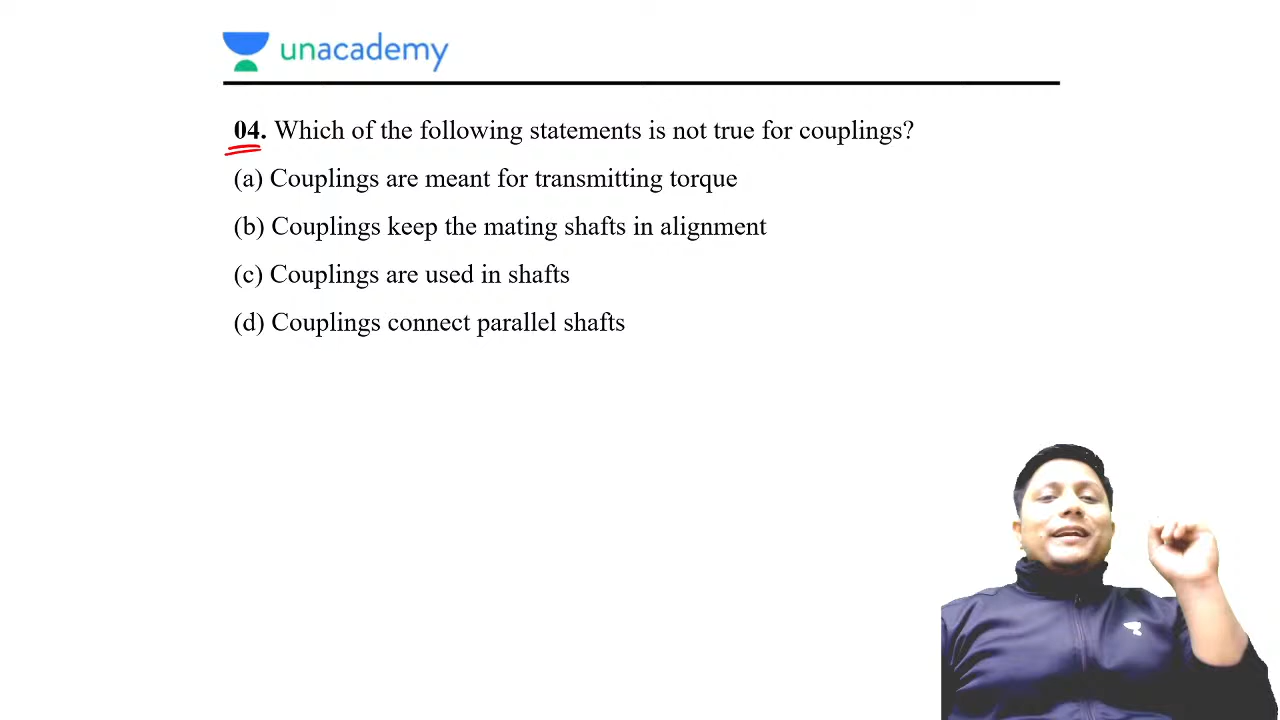 unacademy
04. Which of the following statements is not true for couplings?
(a) Couplings are meant for transmitting torque
(b) Couplings keep the mating shafts in alignment
(c) Couplings are used in shafts
(d) Couplings connect parallel shafts